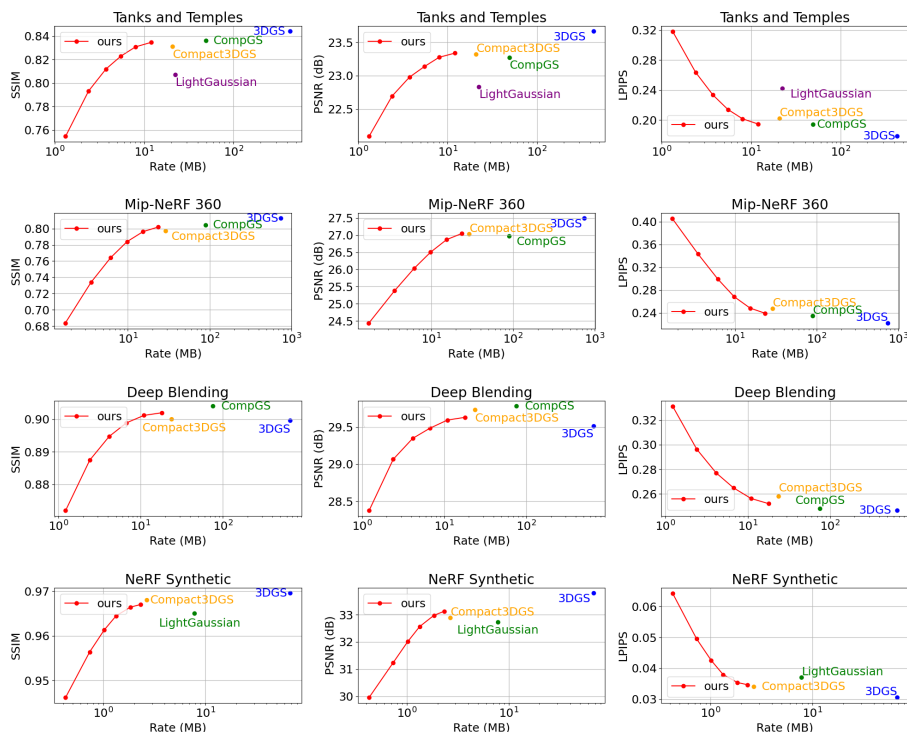 Tanks and Temples
SSIM
0.84
0.82
0.80
0.78
0.76
ours
3DGS
CompGS
Compact3DGS
LightGaussian
10^0
10^1
10^2
Rate (MB)
Tanks and Temples
PSNR (dB)
23.5
23.0
22.5
ours
3DGS
Compact3DGS
CompGS
LightGaussian
10^1
10^2
Rate (MB)
Tanks and Temples
LPIPS
0.32
0.28
0.24
0.20
ours
LightGaussian
Compact3DGS
CompGS
3DGS
10^0
10^1
10^2
Rate (MB)
Mip-NeRF 360
SSIM
0.80
0.78
0.75
0.73
0.70
0.68
ours
3DGS
CompGS
Compact3DGS
10^1
10^2
10^3
Rate (MB)
Mip-NeRF 360
PSNR (dB)
27.5
27.0
26.5
26.0
25.5
25.0
24.5
ours
3DGS
Compact3DGS
CompGS
10^1
10^2
10^3
Rate (MB)
Mip-NeRF 360
LPIPS
0.40
0.36
0.32
0.28
0.24
ours
Compact3DGS
CompGS
3DGS
10^1
10^2
10^3
Rate (MB)
Deep Blending
SSIM
0.90
0.89
0.88
ours
CompGS
Compact3DGS
3DGS
10^0
10^1
10^2
Rate (MB)
Deep Blending
PSNR (dB)
29.5
29.0
28.5
ours
CompGS
Compact3DGS
3DGS
10^0
10^1
10^2
Rate (MB)
Deep Blending
LPIPS
0.32
0.30
0.28
0.26
ours
Compact3DGS
CompGS
3DGS
10^0
10^1
10^2
Rate (MB)
NeRF Synthetic
SSIM
0.97
0.96
0.95
ours
3DGS
Compact3DGS
LightGaussian
10^0
10^1
Rate (MB)
NeRF Synthetic
PSNR (dB)
33
32
31
30
ours
3DGS
Compact3DGS
LightGaussian
10^0
10^1
Rate (MB)
NeRF Synthetic
LPIPS
0.06
0.05
0.04
0.03
ours
LightGaussian
Compact3DGS
3DGS
10^0
10^1
Rate (MB)